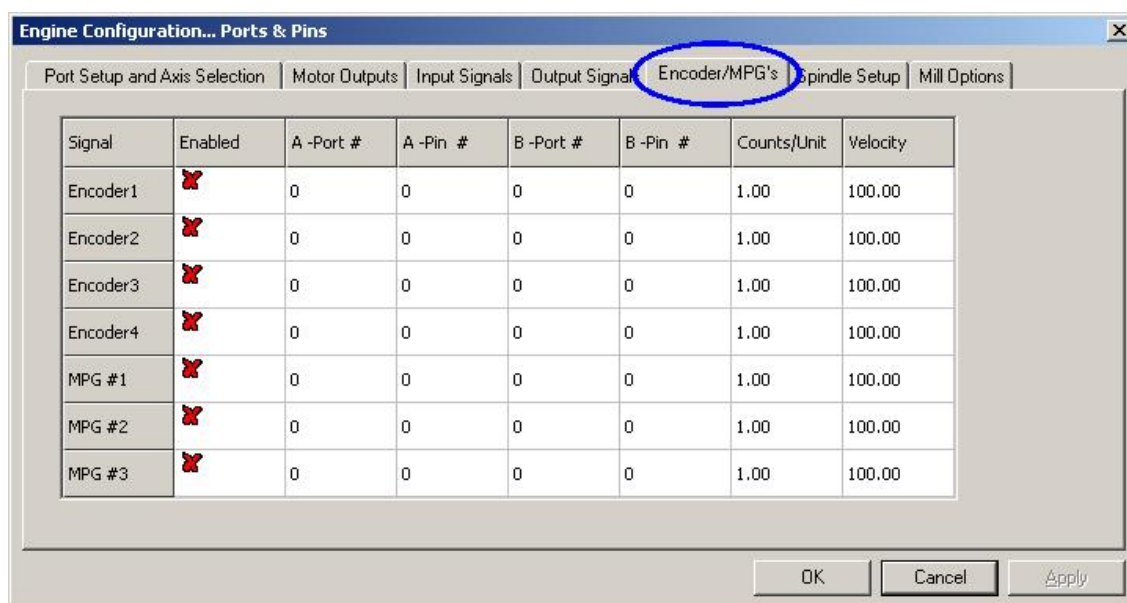 Engine Configuration... Ports & Pins
Port Setup and Axis Selection Motor Outputs Input Signals Output Signal Encoder/MPG's Spindle Setup Mill Options
Signal Enabled A -Port # A -Pin # B -Port # B -Pin # Counts/Unit Velocity
Encoder1 0 0 0 0 1.00 100.00
Encoder2 0 0 0 0 1.00 100.00
Encoder3 0 0 0 0 1.00 100.00
Encoder4 0 0 0 0 1.00 100.00
MPG #1 0 0 0 0 1.00 100.00
MPG #2 0 0 0 0 1.00 100.00
MPG #3 0 0 0 0 1.00 100.00
OK Cancel Apply